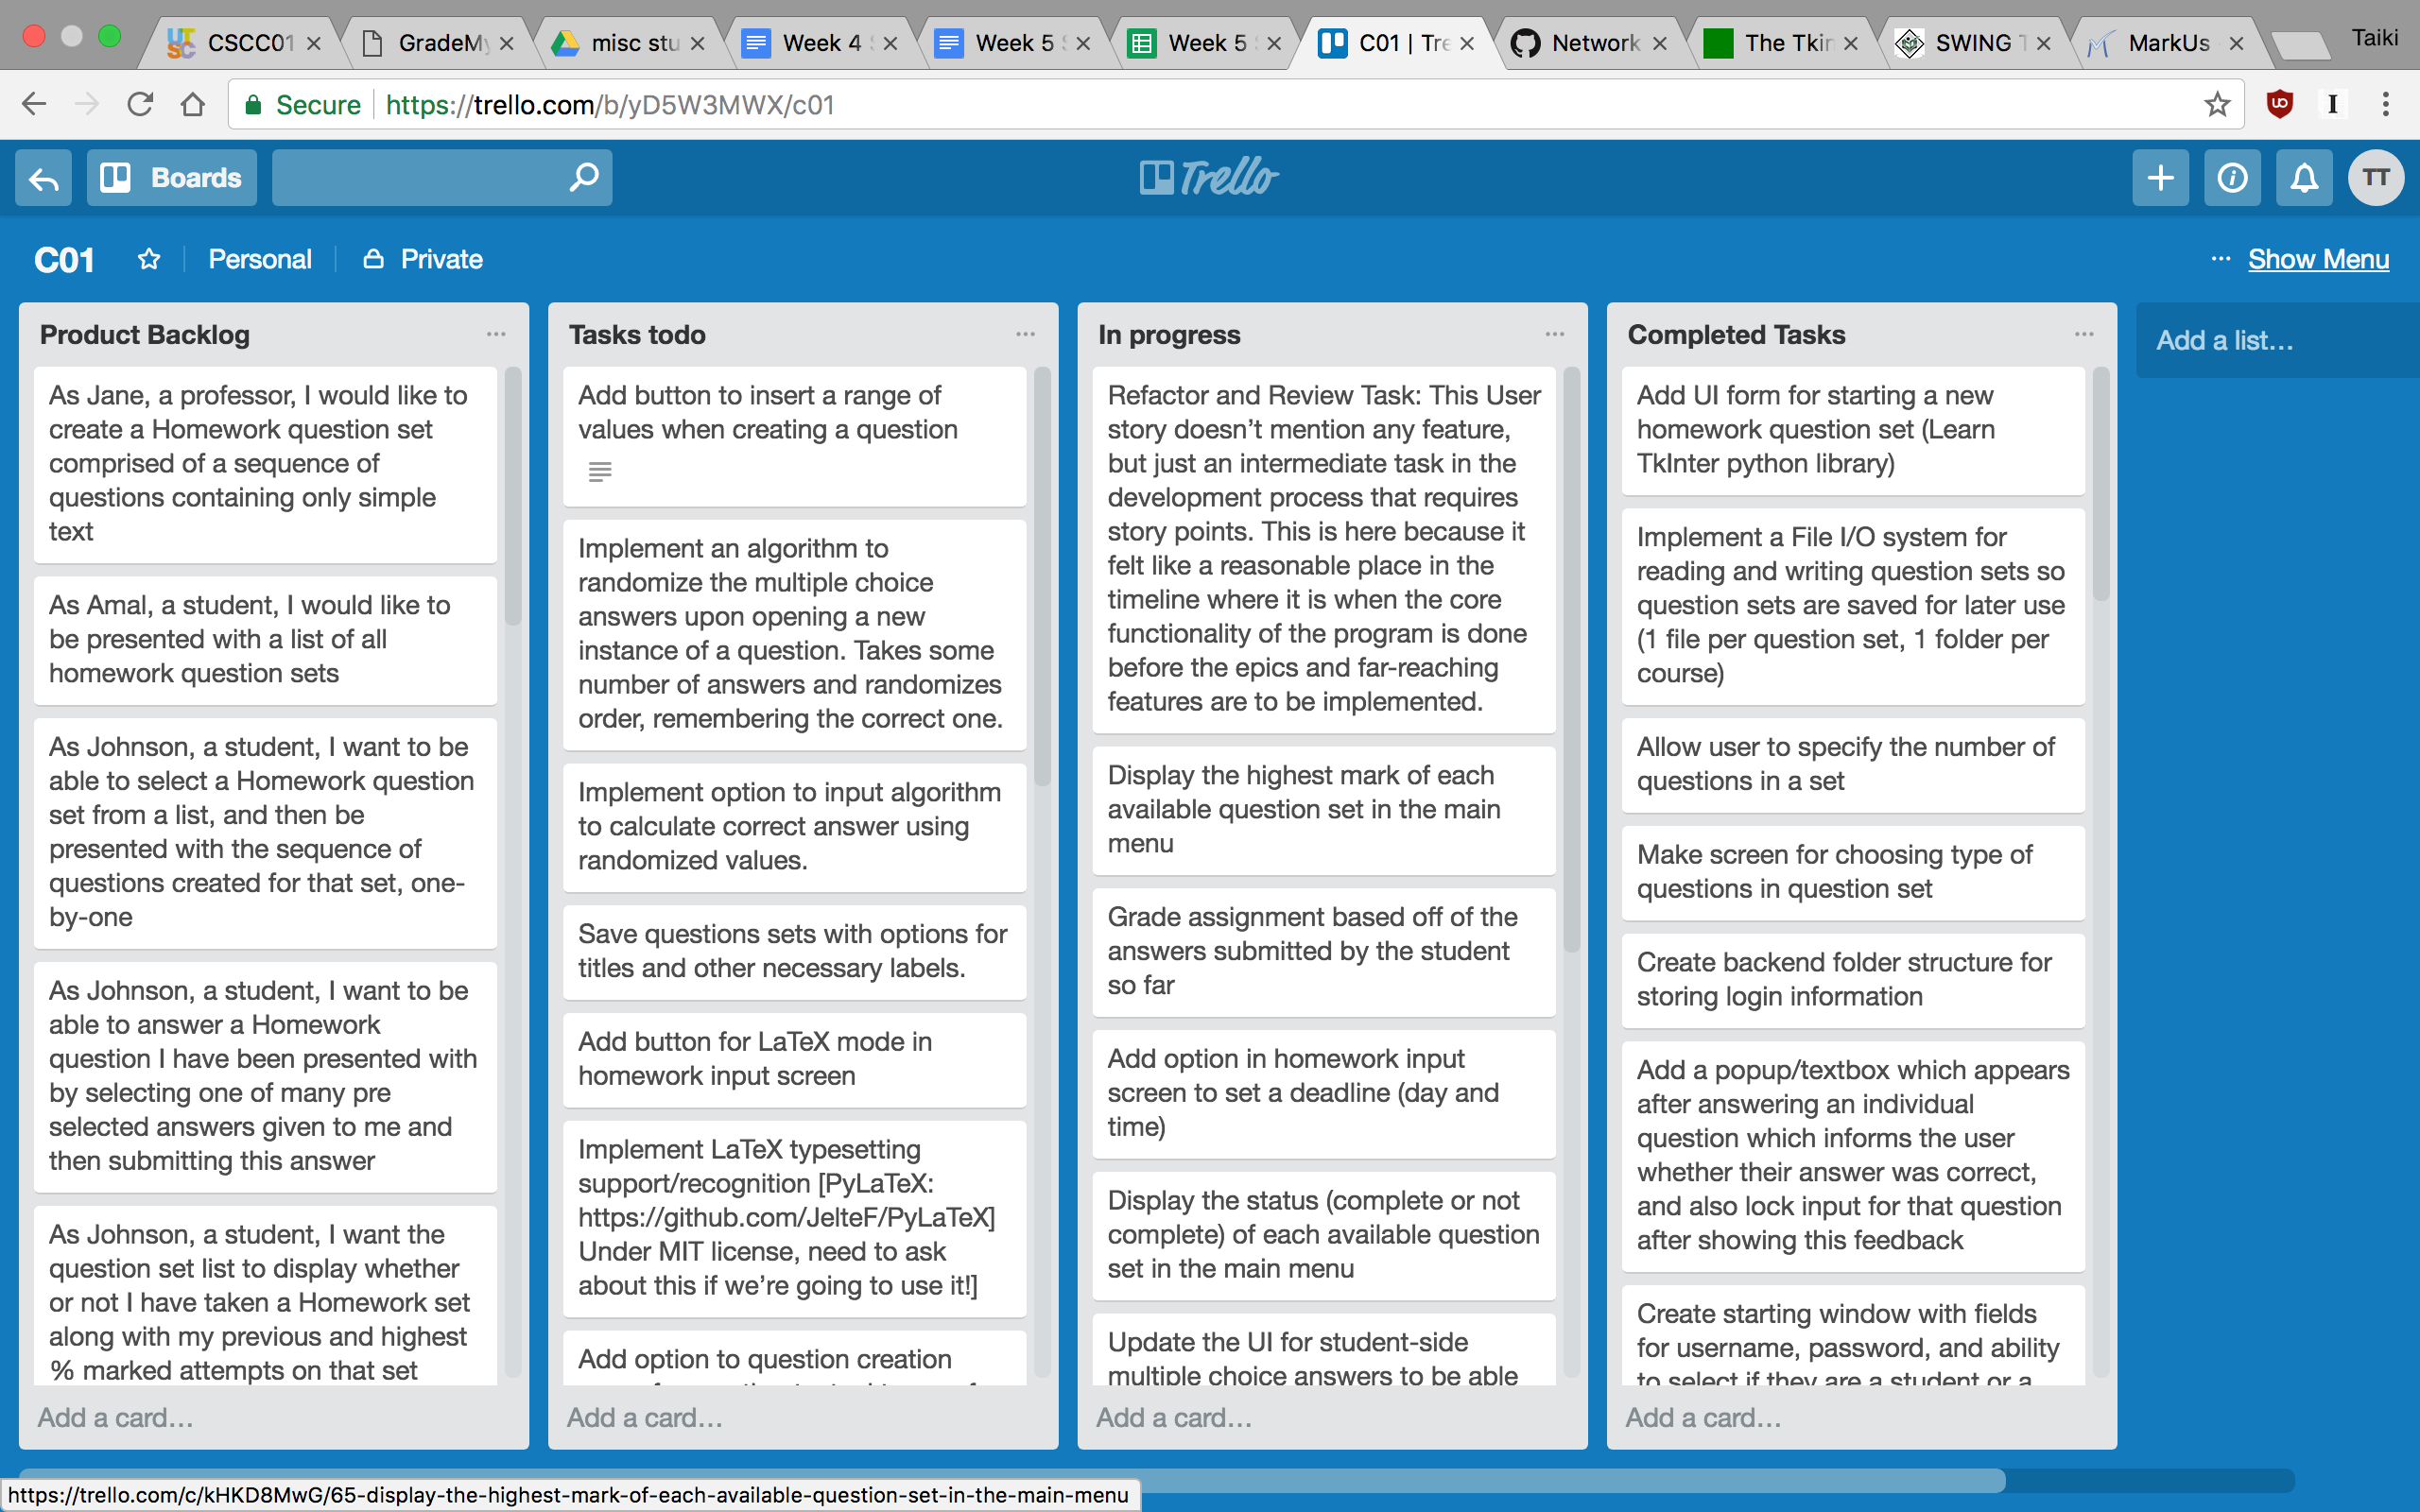 CSCC01
GradeMy
misc stu
Week 4
Week 5
Week 5
C01 | Tre
Network
The Tkin
SWING T
MarkUs
Taiki
Secure
https://trello.com/b/yD5W3MWX/c01
Boards
Trello
TT
C01
Personal
Private
Show Menu
Product Backlog
As Jane, a professor, I would like to
create a Homework question set
comprised of a sequence of
questions containing only simple
text
As Amal, a student, I would like to
be presented with a list of all
homework question sets
As Johnson, a student, I want to be
able to select a Homework question
set from a list, and then be
presented with the sequence of
questions created for that set, one-
by-one
As Johnson, a student, I want to be
able to answer a Homework
question I have been presented with
by selecting one of many pre
selected answers given to me and
then submitting this answer
As Johnson, a student, I want the
question set list to display whether
or not I have taken a Homework set
along with my previous and highest
% marked attempts on that set
Add a card…
Tasks todo
Add button to insert a range of
values when creating a question
Implement an algorithm to
randomize the multiple choice
answers upon opening a new
instance of a question. Takes some
number of answers and randomizes
order, remembering the correct one.
Implement option to input algorithm
to calculate correct answer using
randomized values.
Save questions sets with options for
titles and other necessary labels.
Add button for LaTeX mode in
homework input screen
Implement LaTeX typesetting
support/recognition [PyLaTeX:
https://github.com/JelteF/PyLaTeX]
Under MIT license, need to ask
about this if we're going to use it!]
Add option to question creation
Add a card…
In progress
Refactor and Review Task: This User
story doesn't mention any feature,
but just an intermediate task in the
development process that requires
story points. This is here because it
felt like a reasonable place in the
timeline where it is when the core
functionality of the program is done
before the epics and far-reaching
features are to be implemented.
Display the highest mark of each
available question set in the main
menu
Grade assignment based off of the
answers submitted by the student
so far
Add option in homework input
screen to set a deadline (day and
time)
Display the status (complete or not
complete) of each available question
set in the main menu
Update the UI for student-side
multiple choice answers to be able
Add a card…
Completed Tasks
Add UI form for starting a new
homework question set (Learn
TkInter python library)
Implement a File I/O system for
reading and writing question sets so
question sets are saved for later use
(1 file per question set, 1 folder per
course)
Allow user to specify the number of
questions in a set
Make screen for choosing type of
questions in question set
Create backend folder structure for
storing login information
Add a popup/textbox which appears
after answering an individual
question which informs the user
whether their answer was correct,
and also lock input for that question
after showing this feedback
Create starting window with fields
for username, password, and ability
to select if they are a student or a
Add a card…
Add a list…
https://trello.com/c/kHKD8MwG/65-display-the-highest-mark-of-each-available-question-set-in-the-main-menu